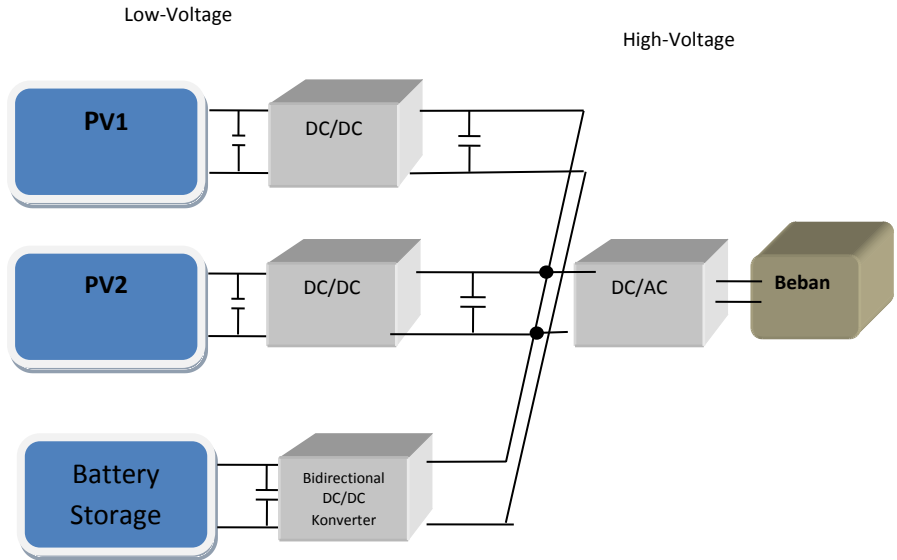 Low-Voltage
High-Voltage
PV1
DC/DC
PV2
DC/DC
DC/AC
Beban
Battery
Storage
Bidirectional
DC/DC
Konverter